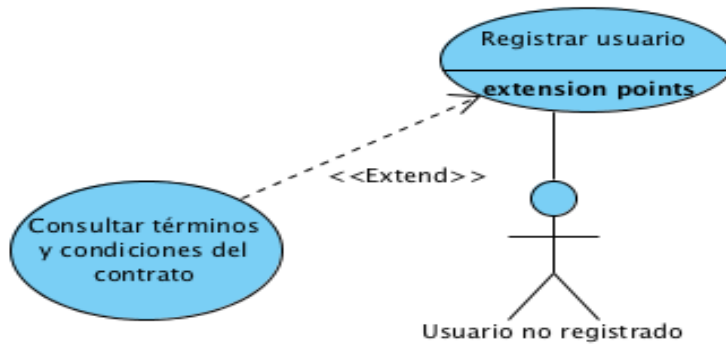 Registrar usuario
extension points
<<Extend>>
Consultar términos
y condiciones del
contrato
Usuario no registrado